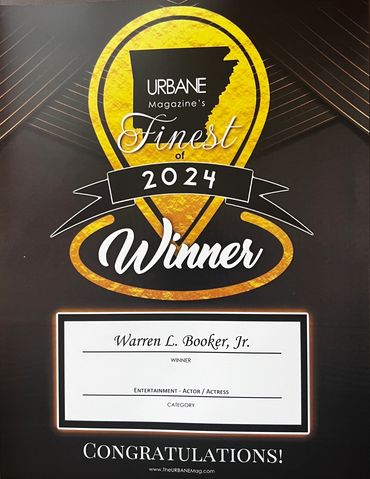 URBANE
Magazine's
Finest
of
2024
Winner
Warren L. Booker, Jr.
WINNER
ENTERTAINMENT - ACTOR / ACTRESS
CATEGORY
CONGRATULATIONS!
www.TheURBANEMag.com